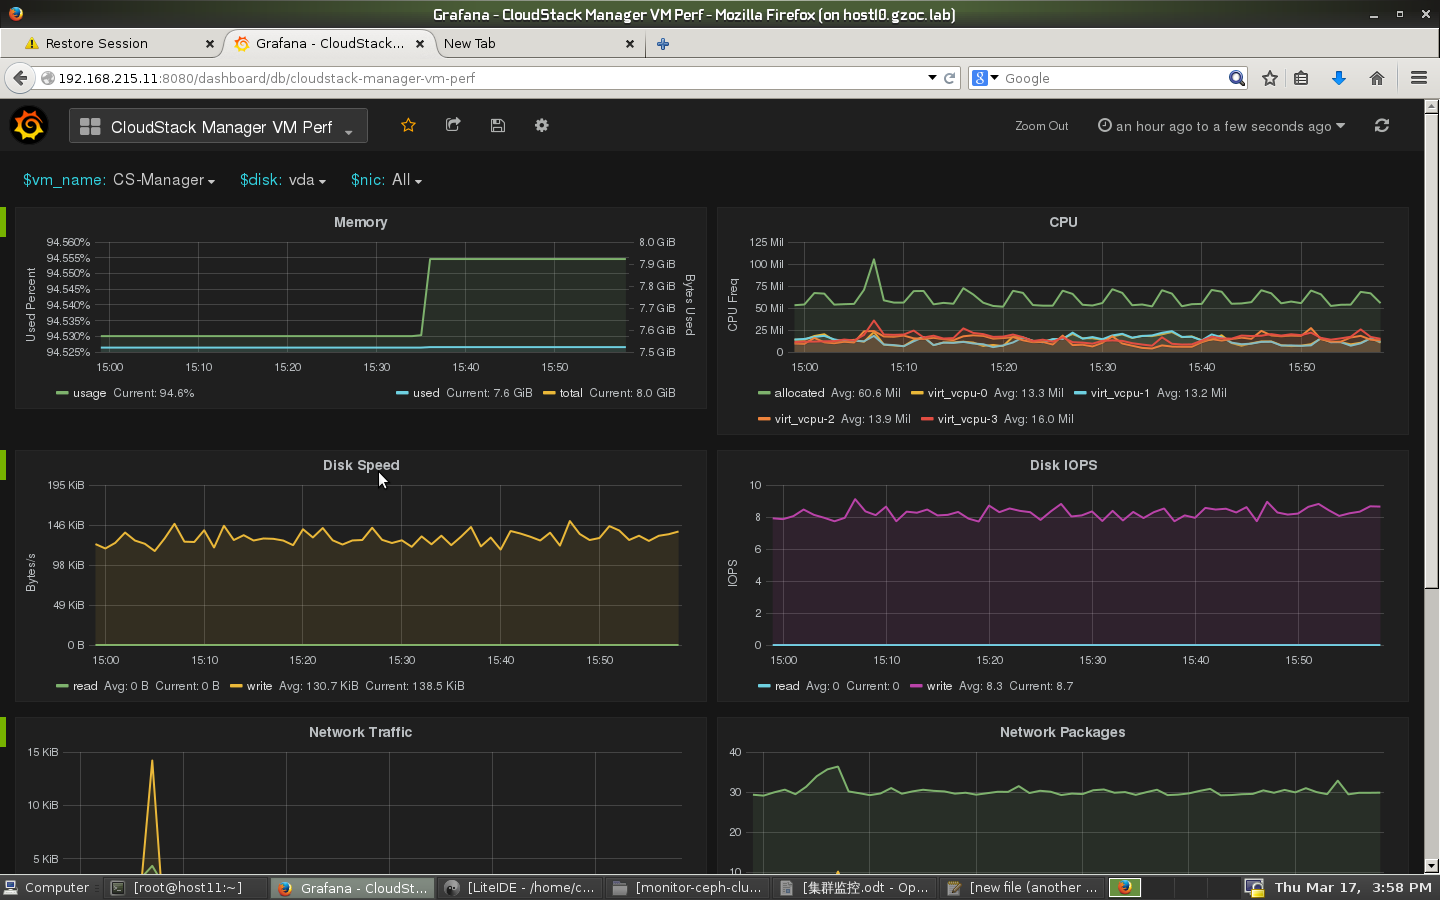 Grafana - CloudStack Manager VM Perf - Mozilla Firefox (on host10.gzoc.lab)
Restore Session
Grafana - CloudStack...
New Tab
192.168.215.11:8080/dashboard/db/cloudstack-manager-vm-perf
8 Google
CloudStack Manager VM Perf
Zoom Out
an hour ago to a few seconds ago
$vm_name: CS-Manager $disk: vda $nic: All
Memory
94.560%
94.555%
94.550%
94.545%
94.540%
94.535%
94.530%
94.525%
Used Percent
8.0 GiB
7.9 GiB
7.8 GiB
7.7 GiB
7.6 GiB
7.5 GiB
Bytes Used
15:00 15:10 15:20 15:30 15:40 15:50
usage Current: 94.6% used Current: 7.6 GiB total Current: 8.0 GiB
CPU
125 Mil
100 Mil
75 Mil
50 Mil
25 Mil
0
CPU Freq
15:00 15:10 15:20 15:30 15:40 15:50
allocated Avg: 60.6 Mil virt_vcpu-0 Avg: 13.3 Mil virt_vcpu-1 Avg: 13.2 Mil
virt_vcpu-2 Avg: 13.9 Mil virt_vcpu-3 Avg: 16.0 Mil
Disk Speed
195 KiB
146 KiB
98 KiB
49 KiB
0 B
Bytes/s
15:00 15:10 15:20 15:30 15:40 15:50
read Avg: 0 B Current: 0 B write Avg: 130.7 KiB Current: 138.5 KiB
Disk IOPS
10
8
6
4
2
0
IOPS
15:00 15:10 15:20 15:30 15:40 15:50
read Avg: 0 Current: 0 write Avg: 8.3 Current: 8.7
Network Traffic
15 KiB
10 KiB
5 KiB
Network Packages
40
30
20
10
Computer
[root@host11:~]
Grafana - CloudSt...
[LiteIDE - /home/c...
[monitor-ceph-clu...
[集群监控.odt - Op...
[new file (another ...
Thu Mar 17, 3:58 PM